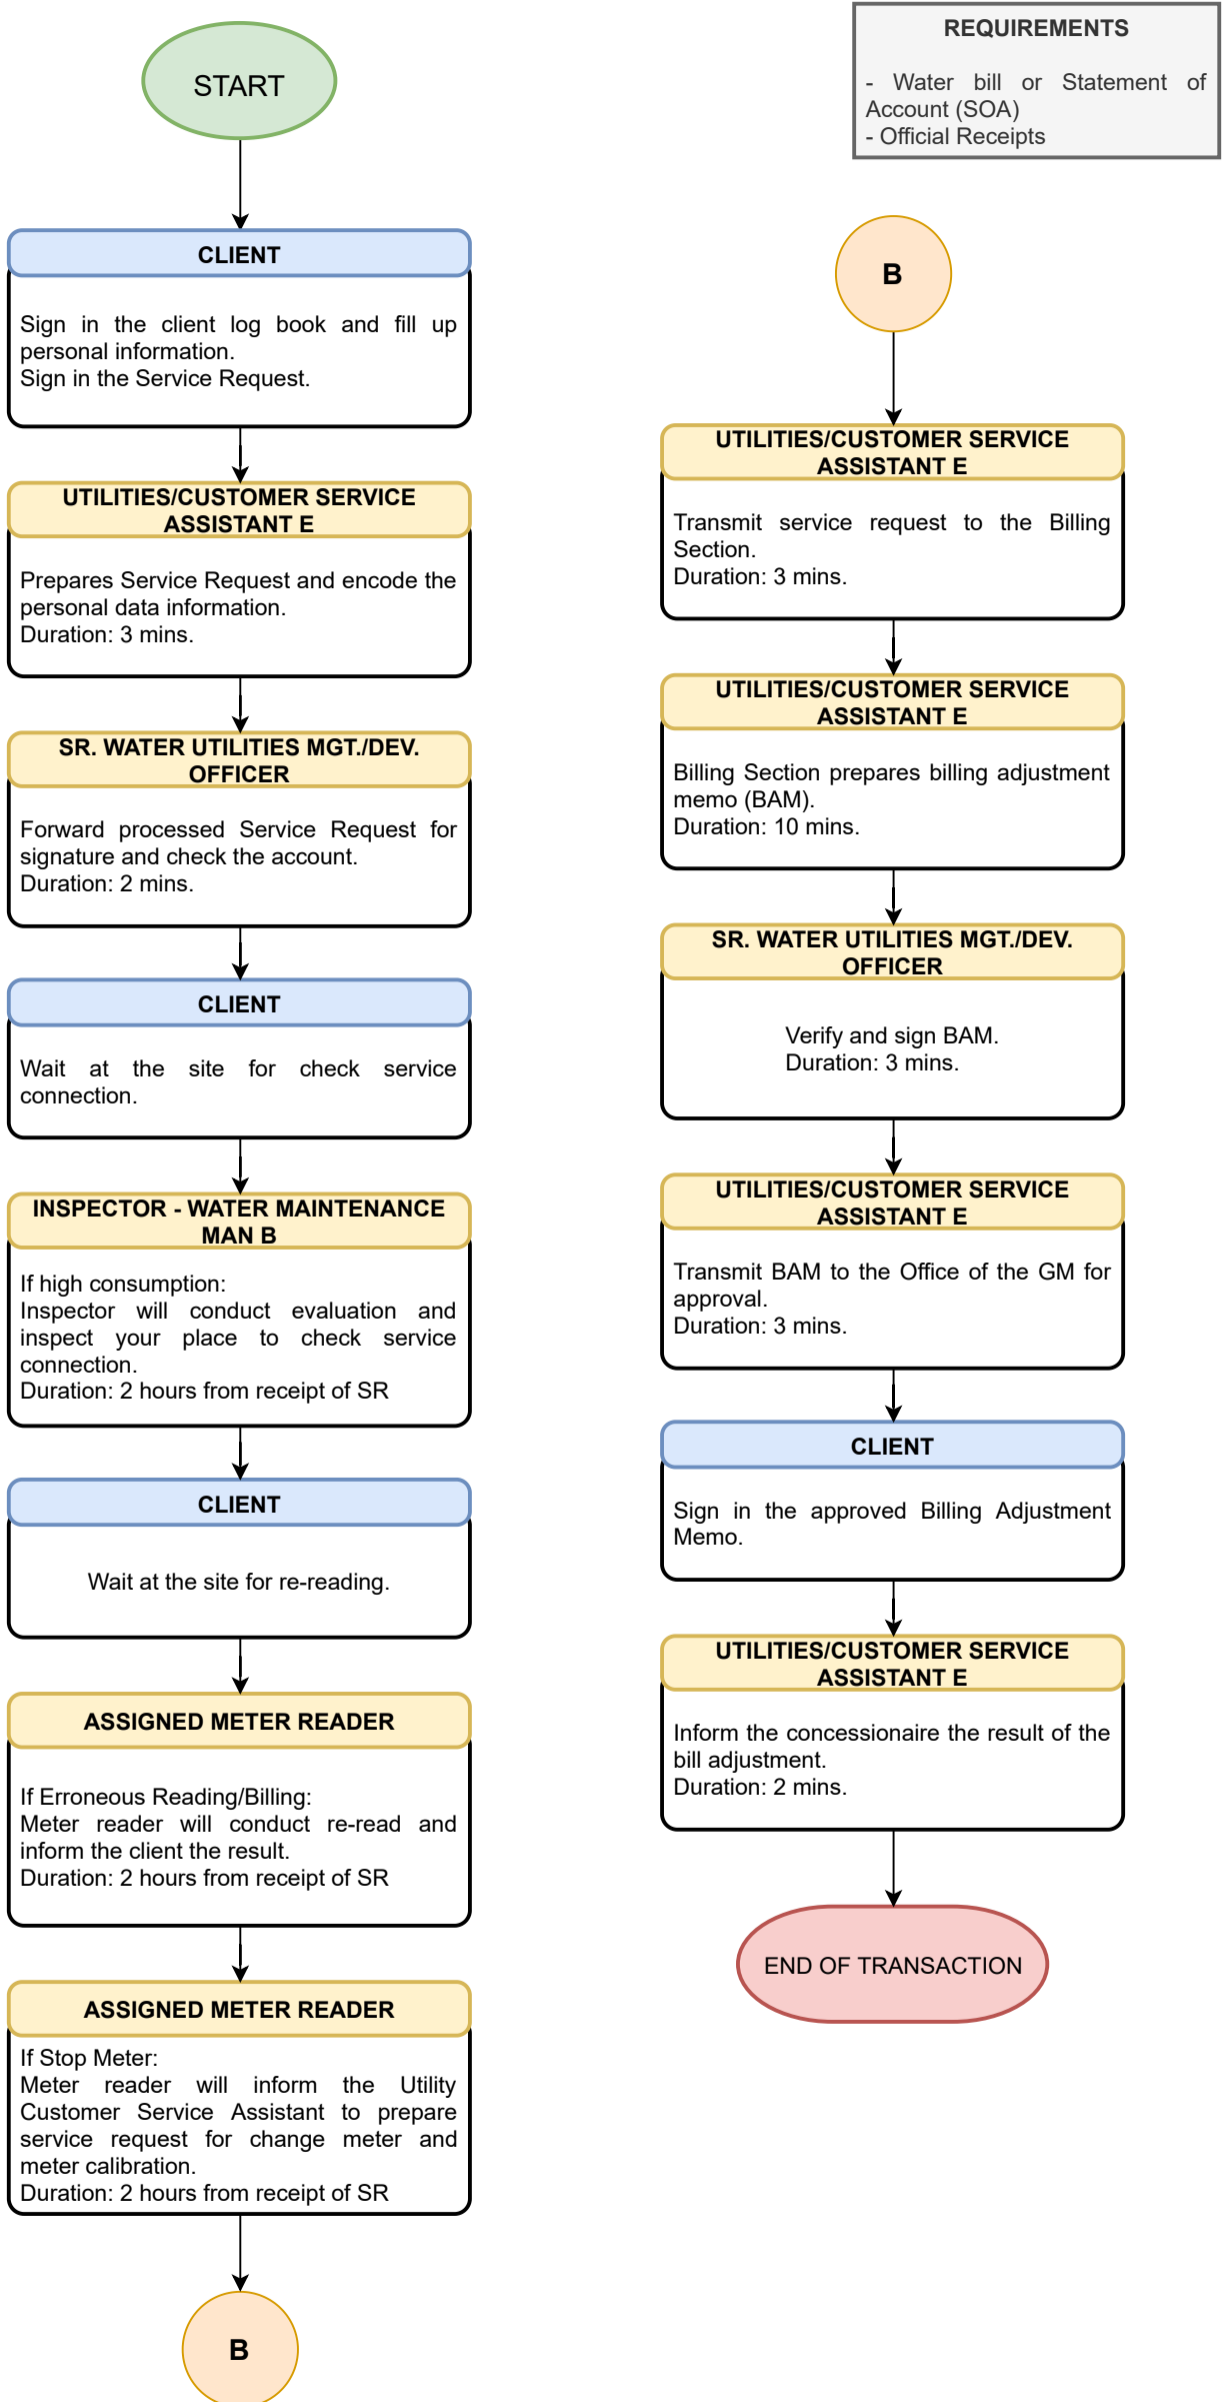 START
CLIENT
Sign in the client log book and fill up
personal information.
Sign in the Service Request.
UTILITIES/CUSTOMER SERVICE
ASSISTANT E
Prepares Service Request and encode the
personal data information.
Duration: 3 mins.
SR. WATER UTILITIES MGT./DEV.
OFFICER
Forward processed Service Request for
signature and check the account.
Duration: 2 mins.
CLIENT
Wait at the site for check service
connection.
INSPECTOR - WATER MAINTENANCE
MAN B
If high consumption:
Inspector will conduct evaluation and
inspect your place to check service
connection.
Duration: 2 hours from receipt of SR
CLIENT
Wait at the site for re-reading.
ASSIGNED METER READER
If Erroneous Reading/Billing:
Meter reader will conduct re-read and
inform the client the result.
Duration: 2 hours from receipt of SR
ASSIGNED METER READER
If Stop Meter:
Meter reader will inform the Utility
Customer Service Assistant to prepare
service request for change meter and
meter calibration.
Duration: 2 hours from receipt of SR
B
REQUIREMENTS
- Water bill or Statement of
Account (SOA)
- Official Receipts
B
UTILITIES/CUSTOMER SERVICE
ASSISTANT E
Transmit service request to the Billing
Section.
Duration: 3 mins.
UTILITIES/CUSTOMER SERVICE
ASSISTANT E
Billing Section prepares billing adjustment
memo (BAM).
Duration: 10 mins.
SR. WATER UTILITIES MGT./DEV.
OFFICER
Verify and sign BAM.
Duration: 3 mins.
UTILITIES/CUSTOMER SERVICE
ASSISTANT E
Transmit BAM to the Office of the GM for
approval.
Duration: 3 mins.
CLIENT
Sign in the approved Billing Adjustment
Memo.
UTILITIES/CUSTOMER SERVICE
ASSISTANT E
Inform the concessionaire the result of the
bill adjustment.
Duration: 2 mins.
END OF TRANSACTION